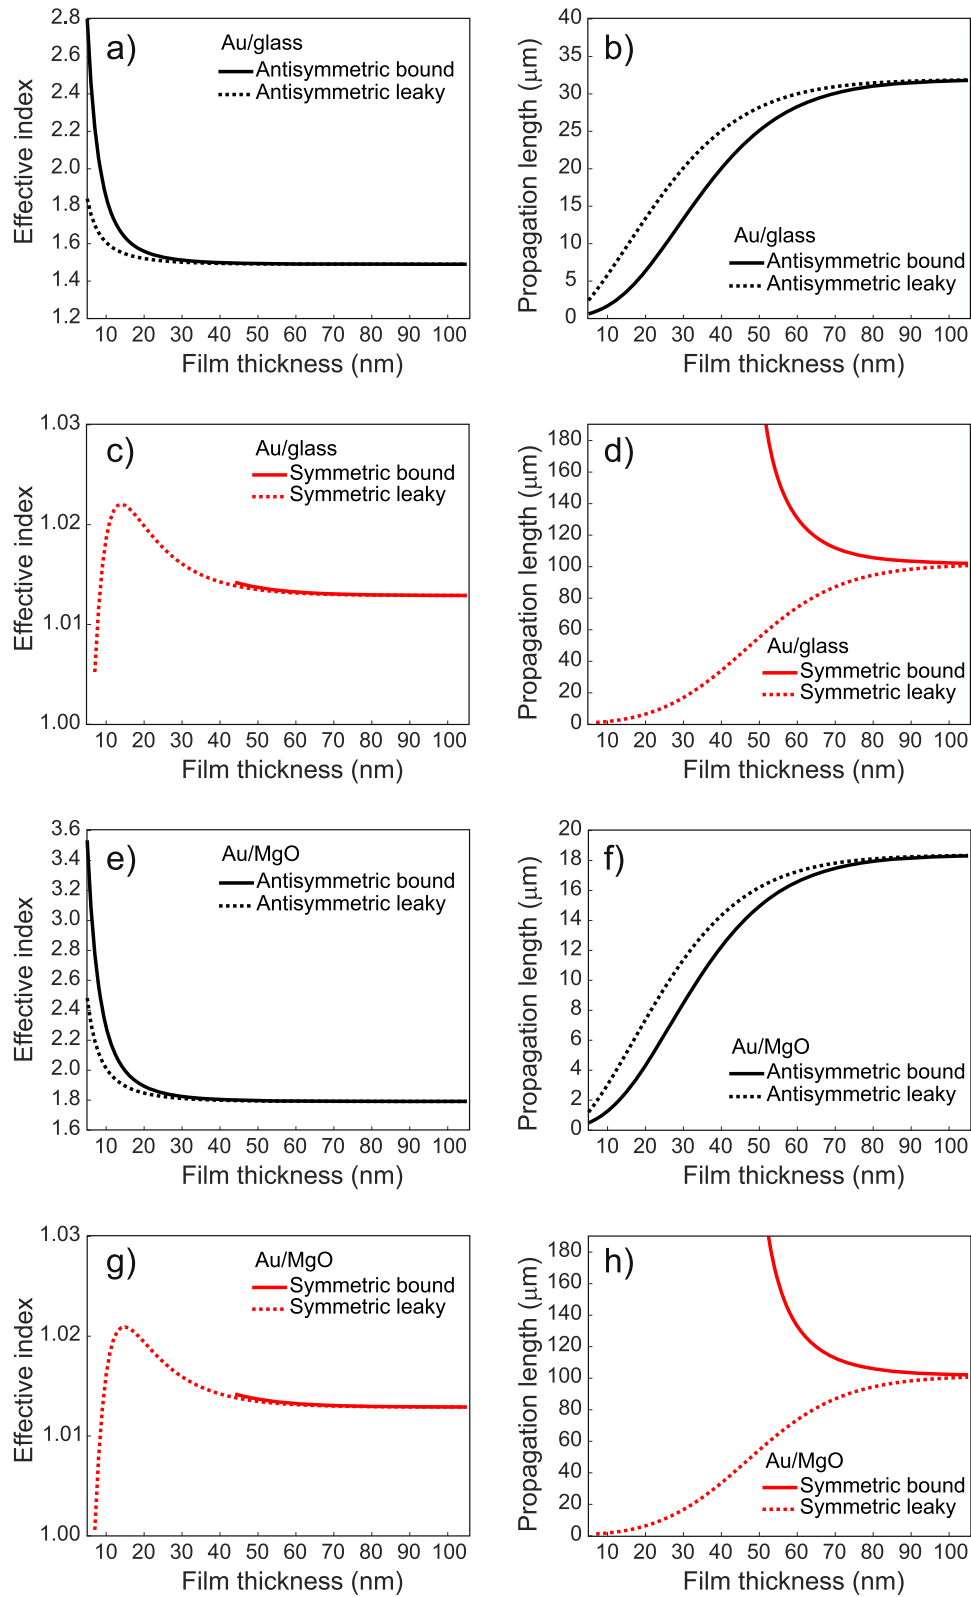 a)
Au/glass
Antisymmetric bound
Antisymmetric leaky
Effective index
2.8
2.6
2.4
2.2
2.0
1.8
1.6
1.4
1.2
10 20 30 40 50 60 70 80 90 100
Film thickness (nm)
b)
Au/glass
Antisymmetric bound
Antisymmetric leaky
Propagation length (μm)
40
35
30
25
20
15
10
5
0
10 20 30 40 50 60 70 80 90 100
Film thickness (nm)
c)
Au/glass
Symmetric bound
Symmetric leaky
Effective index
1.03
1.02
1.01
1.00
10 20 30 40 50 60 70 80 90 100
Film thickness (nm)
d)
Au/glass
Symmetric bound
Symmetric leaky
Propagation length (μm)
180
160
140
120
100
80
60
40
20
0
10 20 30 40 50 60 70 80 90 100
Film thickness (nm)
e)
Au/MgO
Antisymmetric bound
Antisymmetric leaky
Effective index
3.6
3.4
3.2
3.0
2.8
2.6
2.4
2.2
2.0
1.8
1.6
10 20 30 40 50 60 70 80 90 100
Film thickness (nm)
f)
Au/MgO
Antisymmetric bound
Antisymmetric leaky
Propagation length (μm)
20
18
16
14
12
10
8
6
4
2
0
10 20 30 40 50 60 70 80 90 100
Film thickness (nm)
g)
Au/MgO
Symmetric bound
Symmetric leaky
Effective index
1.03
1.02
1.01
1.00
10 20 30 40 50 60 70 80 90 100
Film thickness (nm)
h)
Au/MgO
Symmetric bound
Symmetric leaky
Propagation length (μm)
180
160
140
120
100
80
60
40
20
0
10 20 30 40 50 60 70 80 90 100
Film thickness (nm)